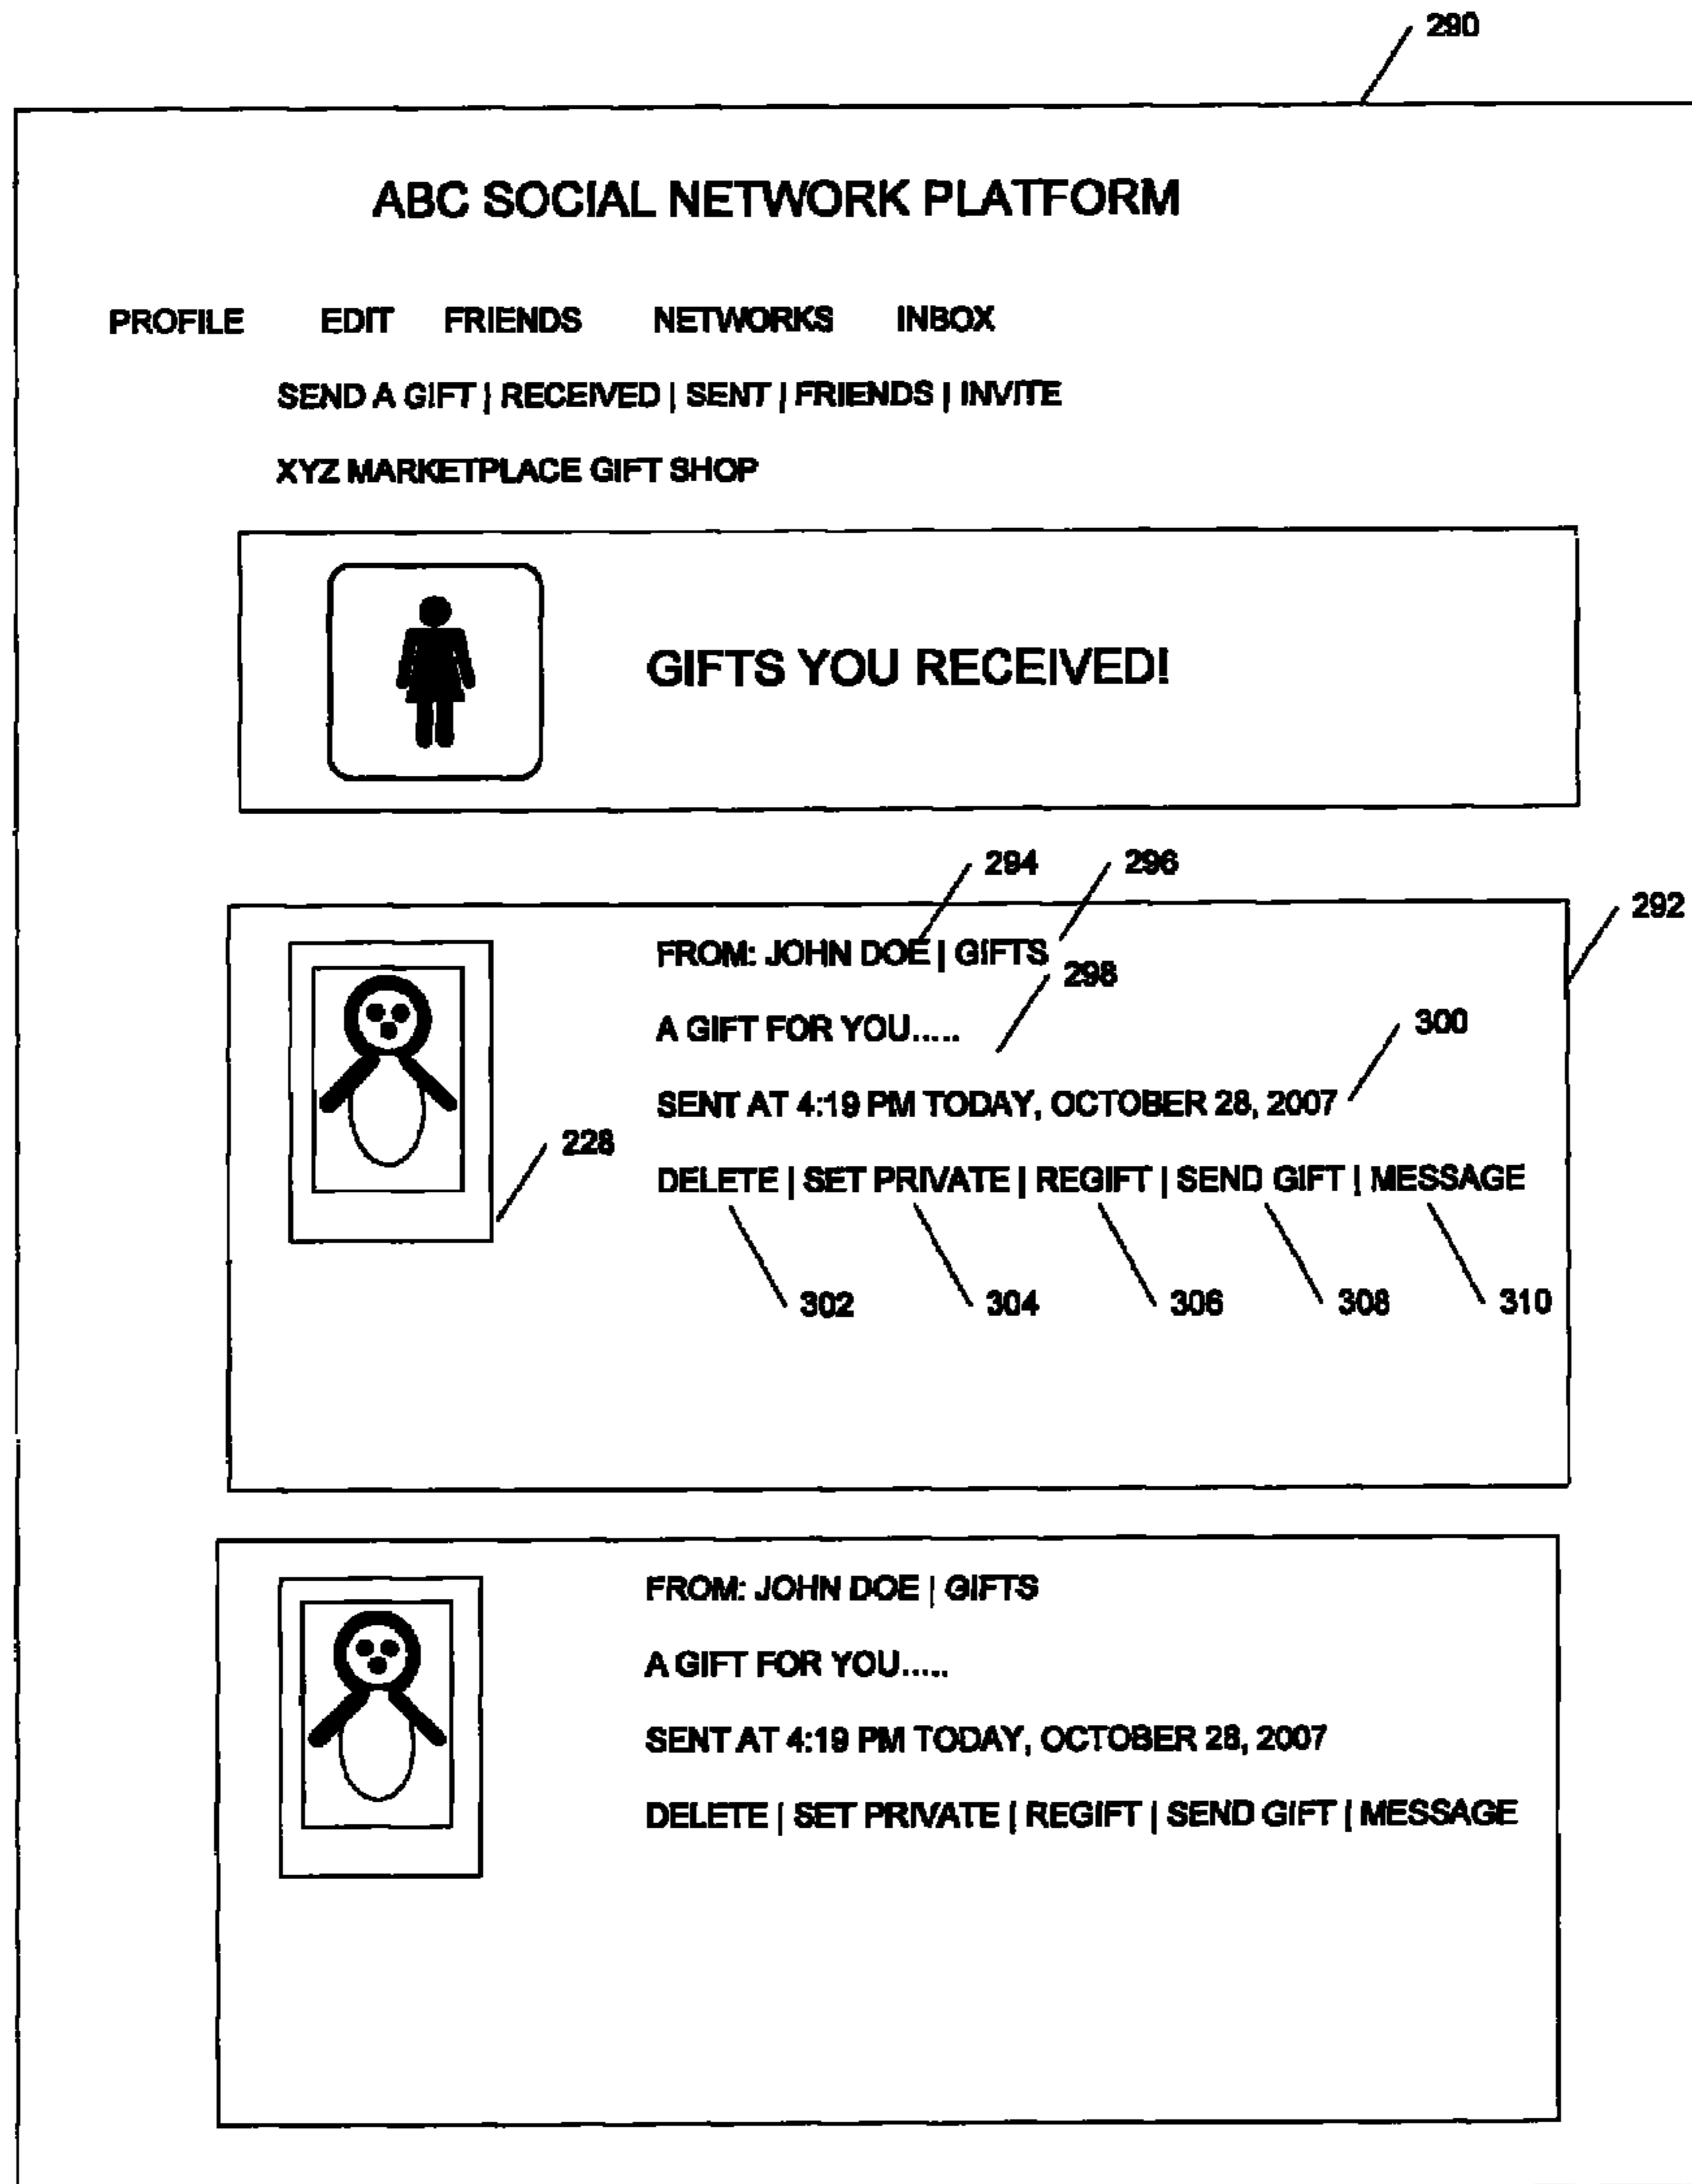 290
ABC SOCIAL NETWORK PLATFORM
PROFILE EDIT FRIENDS NETWORKS INBOX
SEND A GIFT | RECEIVED | SENT | FRIENDS | INVITE
XYZ MARKETPLACE GIFT SHOP
GIFTS YOU RECEIVED!
294 296
292
FROM: JOHN DOE | GIFTS
298
A GIFT FOR YOU.....
300
SENT AT 4:19 PM TODAY, OCTOBER 28, 2007
228
DELETE | SET PRIVATE | REGIFT | SEND GIFT | MESSAGE
302 304 306 308 310
FROM: JOHN DOE | GIFTS
A GIFT FOR YOU.....
SENT AT 4:19 PM TODAY, OCTOBER 28, 2007
DELETE | SET PRIVATE | REGIFT | SEND GIFT | MESSAGE